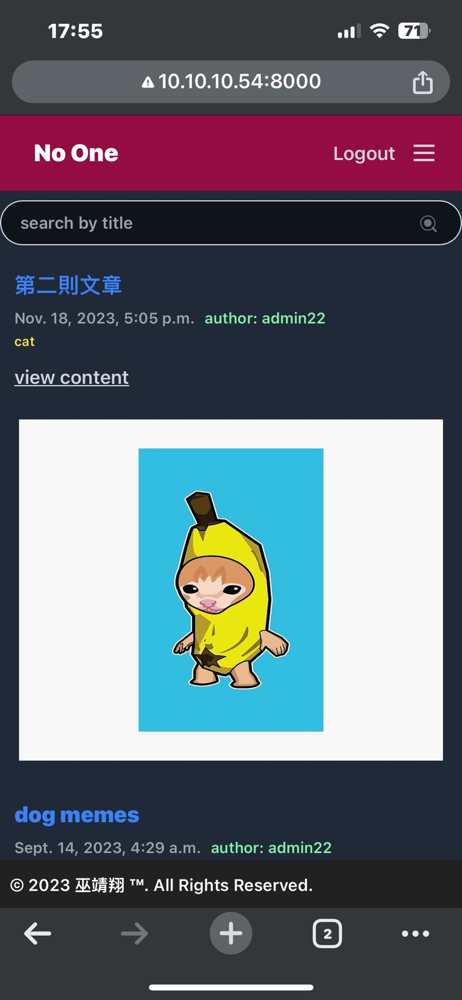 17:55
71
10.10.10.54:8000
No One
Logout
search by title
第二則文章
Nov. 18, 2023, 5:05 p.m. author: admin22
cat
view content
dog memes
Sept. 14, 2023, 4:29 a.m. author: admin22
© 2023 巫靖翔 ™. All Rights Reserved.
2